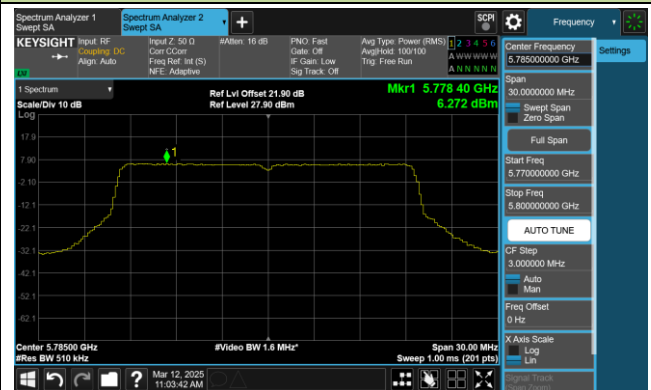 Spectrum Analyzer 1
Swept SA
Spectrum Analyzer 2
Swept SA
SCPI
Frequency
KEYSIGHT
Input: RF
Coupling: DC
Align: Auto
Input Z: 50 Ω
Corr CCorr
Freq Ref: Int (S)
NFE: Adaptive
#Atten: 16 dB
PNO: Fast
Gate: Off
IF Gain: Low
Sig Track: Off
Avg Type: Power (RMS)
Avg|Hold: 100/100
Trig: Free Run
1 2 3 4 5 6
A W W W W W
A N N N N N
LNI
1 Spectrum
Scale/Div 10 dB
Log
Ref Lvl Offset 21.90 dB
Ref Level 27.90 dBm
Mkr1 5.778 40 GHz
6.272 dBm
1
17.9
7.90
-2.10
-12.1
-22.1
-32.1
-42.1
-52.1
-62.1
Center 5.78500 GHz
#Res BW 510 kHz
#Video BW 1.6 MHz*
Span 30.00 MHz
Sweep 1.00 ms (201 pts)
Mar 12, 2025
11:03:42 AM
Center Frequency
5.785000000 GHz
Settings
Span
30.0000000 MHz
Swept Span
Zero Span
Full Span
Start Freq
5.770000000 GHz
Stop Freq
5.800000000 GHz
AUTO TUNE
CF Step
3.000000 MHz
Auto
Man
Freq Offset
0 Hz
X Axis Scale
Log
Lin
Signal Track
(Span Zoom)